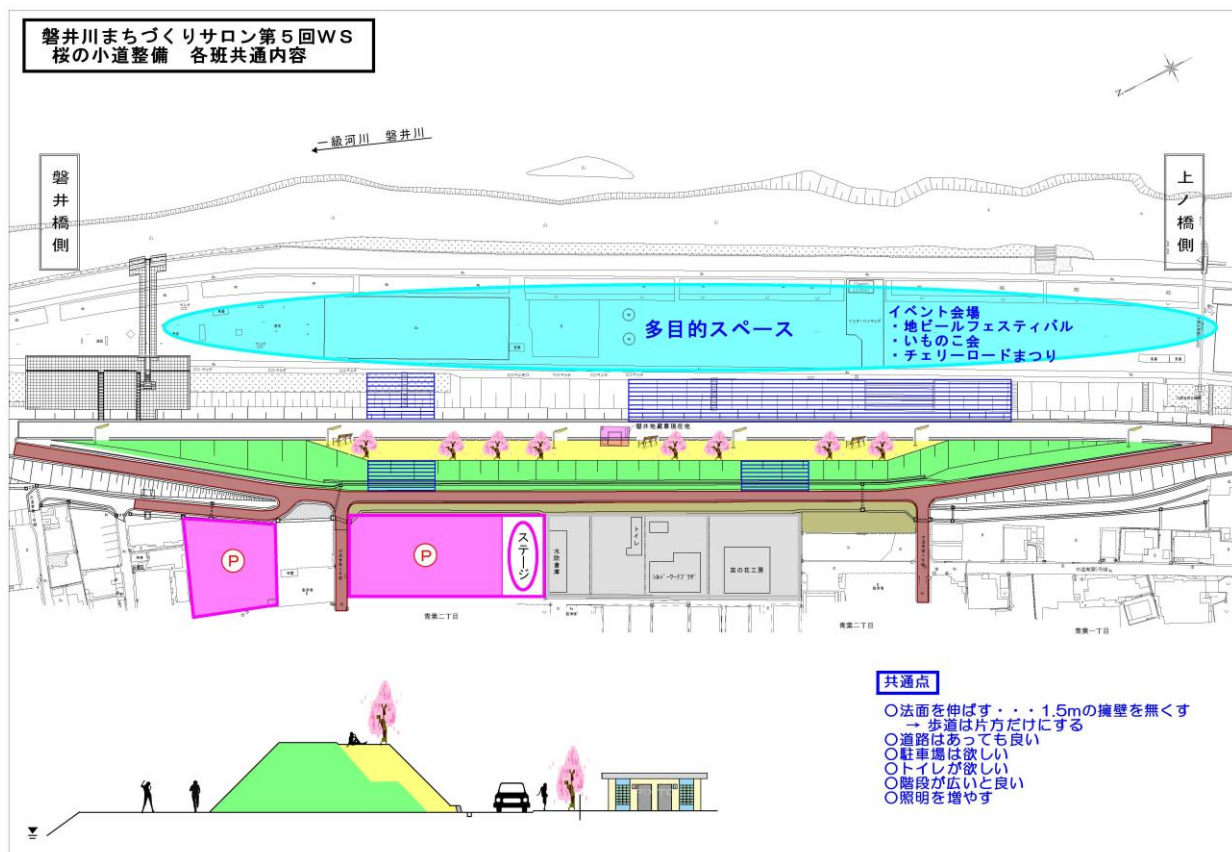 磐井川まちづくりサロン第5回WS
桜の小道整備 各班共通内容
N
一級河川 磐井川
磐井橋側
上ノ橋側
多目的スペース
イベント会場
・地ビールフェスティバル
・いものこ会
・チェリーロードまつり
磐井地蔵尊現在地
P
P
ステージ
水防倉庫
トイレ
シルバーワークプラザ
菜の花工房
青葉二丁目
青葉二丁目
青葉一丁目
共通点
○法面を伸ばす・・・1.5mの擁壁を無くす
→ 歩道は片方だけにする
○道路はあっても良い
○駐車場は欲しい
○トイレが欲しい
○階段が広いと良い
○照明を増やす